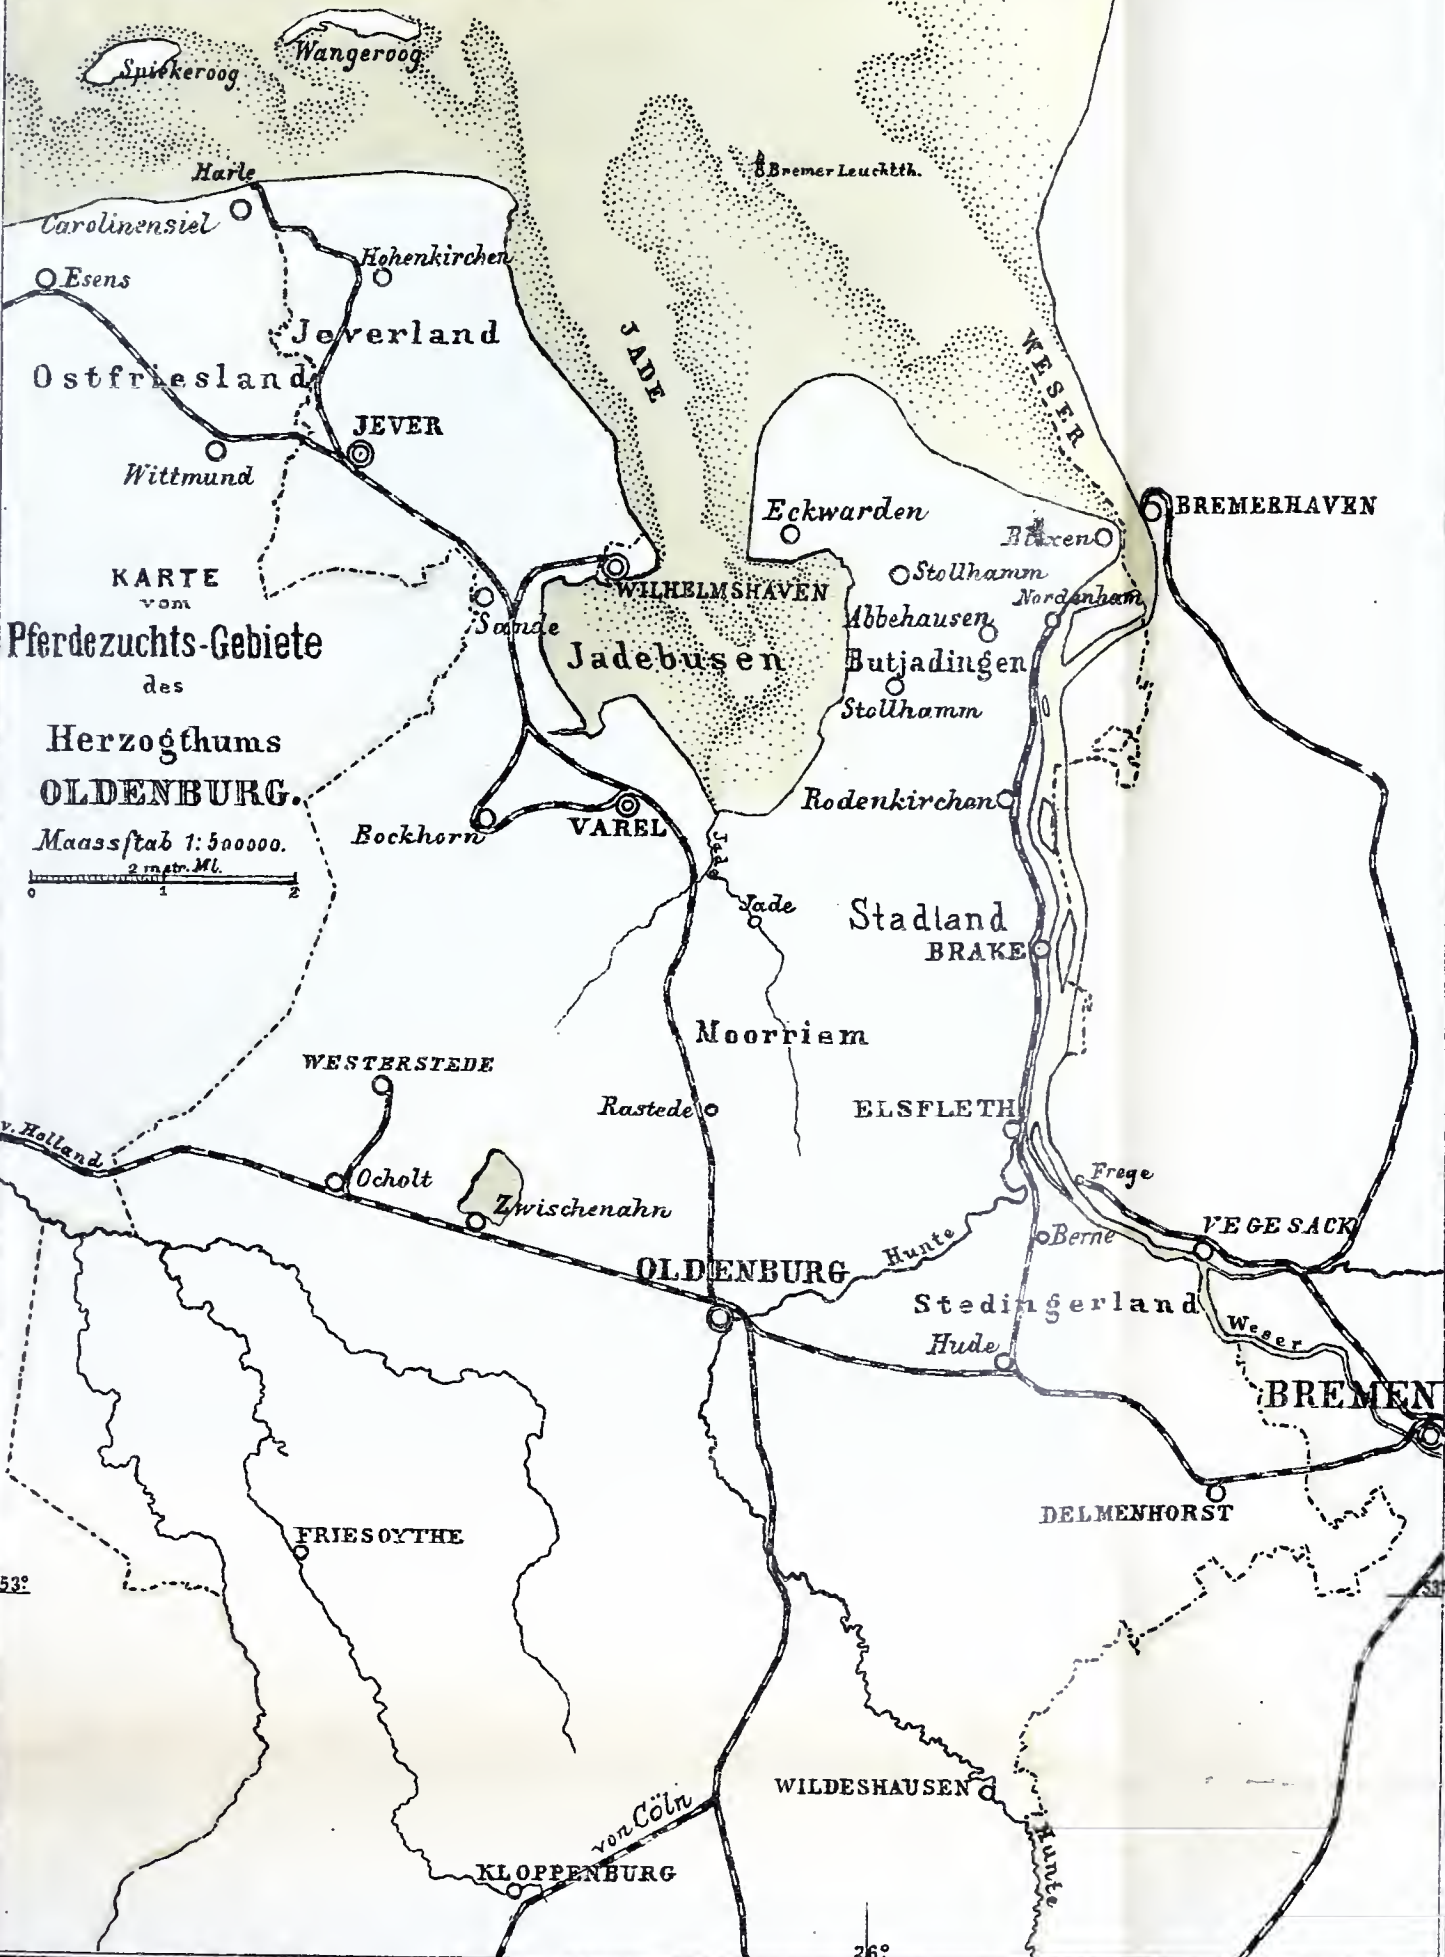 Wangeroog
Spiekeroog
Bremer Leuchtth.
Harle
Carolinensiel
Hohenkirchen
Esens
JADE
WESER
Jeverland
Ostfriesland
JEVER
Wittmund
BREMERHAVEN
Eckwarden
Blexen
Stollhamm
WILHELMSHAVEN
Nordenham
Abbehausen
Sande
Jadebusen
Butjadingen
Stollhamm
KARTE
vom
Pferdezuchts-Gebiete
des
Herzogthums
OLDENBURG.
Maassſtab 1:500000.
2 metr. Ml.
0 1 2
Rodenkirchen
Bockhorn
VAREL
Jade
Jade
Stadland
BRAKE
Moorriem
WESTERSTEDE
Rastede
ELSFLETH
v. Holland
Ocholt
Frege
Zwischenahn
Hunte
Berne
VEGESACK
OLDENBURG
Stedingerland
Weser
Hude
BREMEN
DELMENHORST
FRIESOYTHE
53°
53°
WILDESHAUSEN
von Cöln
Hunte
KLOPPENBURG
26°